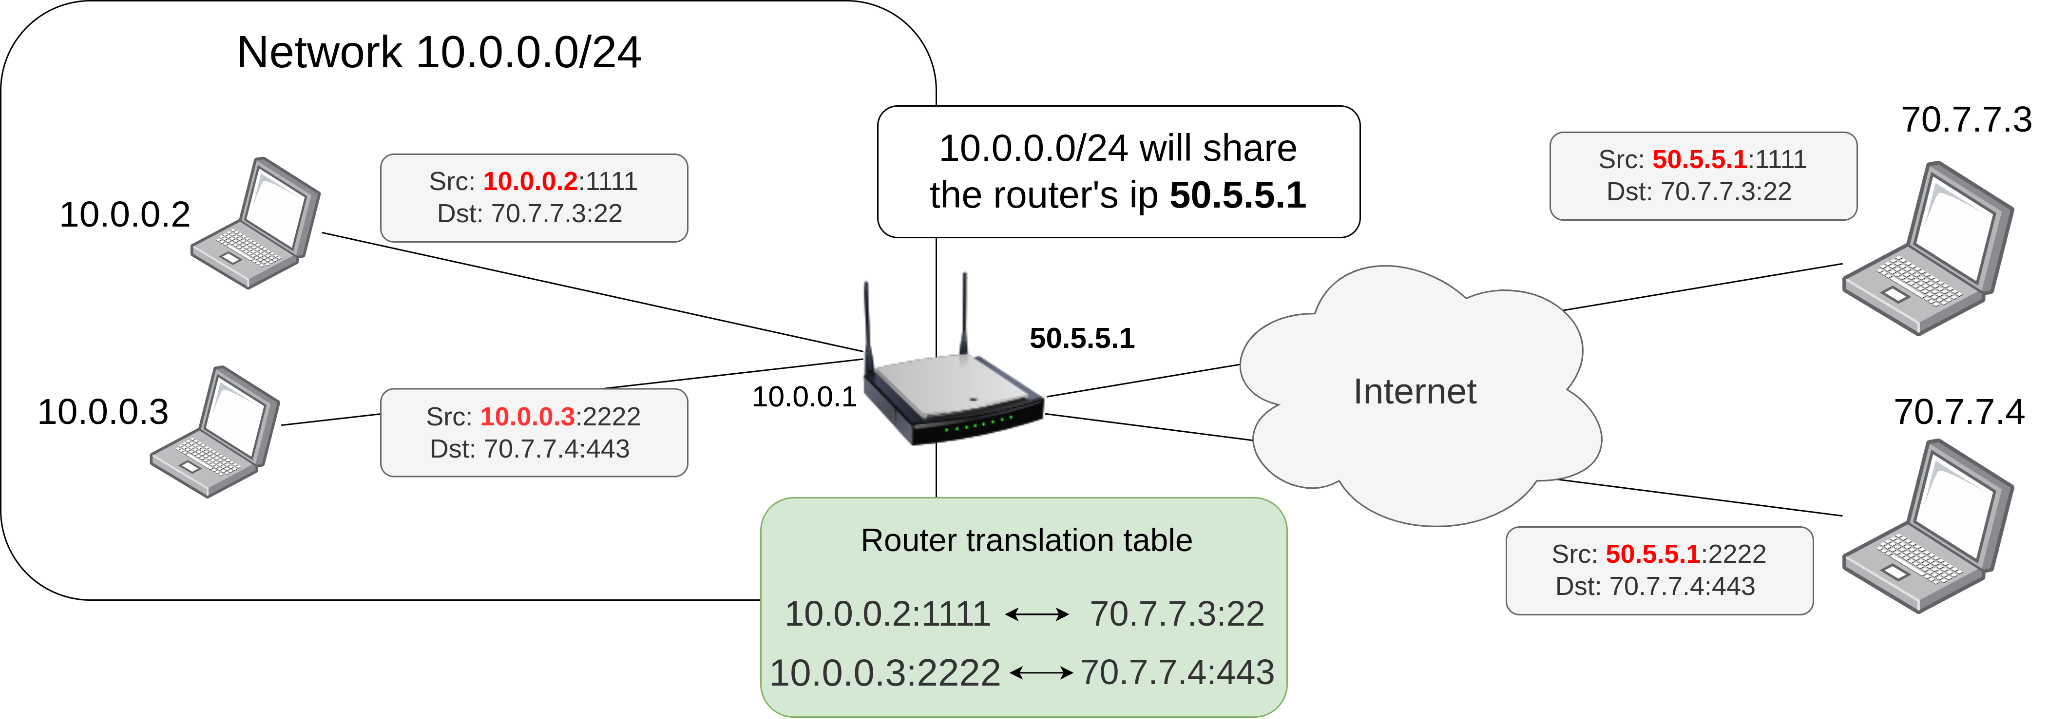 Network 10.0.0.0/24
10.0.0.2
Src: 10.0.0.2:1111
Dst: 70.7.7.3:22
10.0.0.3
Src: 10.0.0.3:2222
Dst: 70.7.7.4:443
10.0.0.0/24 will share
the router's ip 50.5.5.1
10.0.0.1
50.5.5.1
Router translation table
10.0.0.2:1111 70.7.7.3:22
10.0.0.3:2222 70.7.7.4:443
Internet
Src: 50.5.5.1:1111
Dst: 70.7.7.3:22
70.7.7.3
70.7.7.4
Src: 50.5.5.1:2222
Dst: 70.7.7.4:443